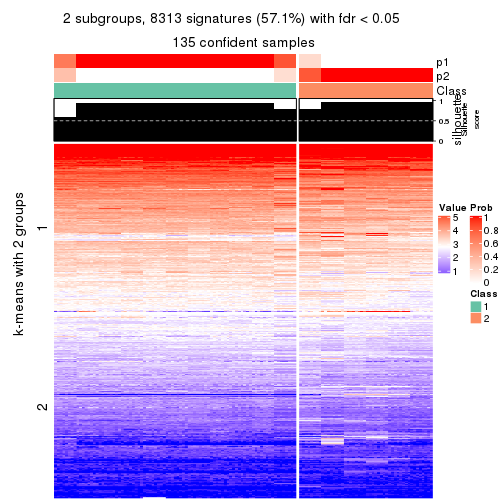 2 subgroups, 8313 signatures (57.1%) with fdr < 0.05
135 confident samples
p1
p2
Class
1
0.5
0
silhouette
Silhouette
score
k-means with 2 groups
1
2
Value
5
4
3
2
1
Prob
1
0.8
0.6
0.4
0.2
0
Class
1
2